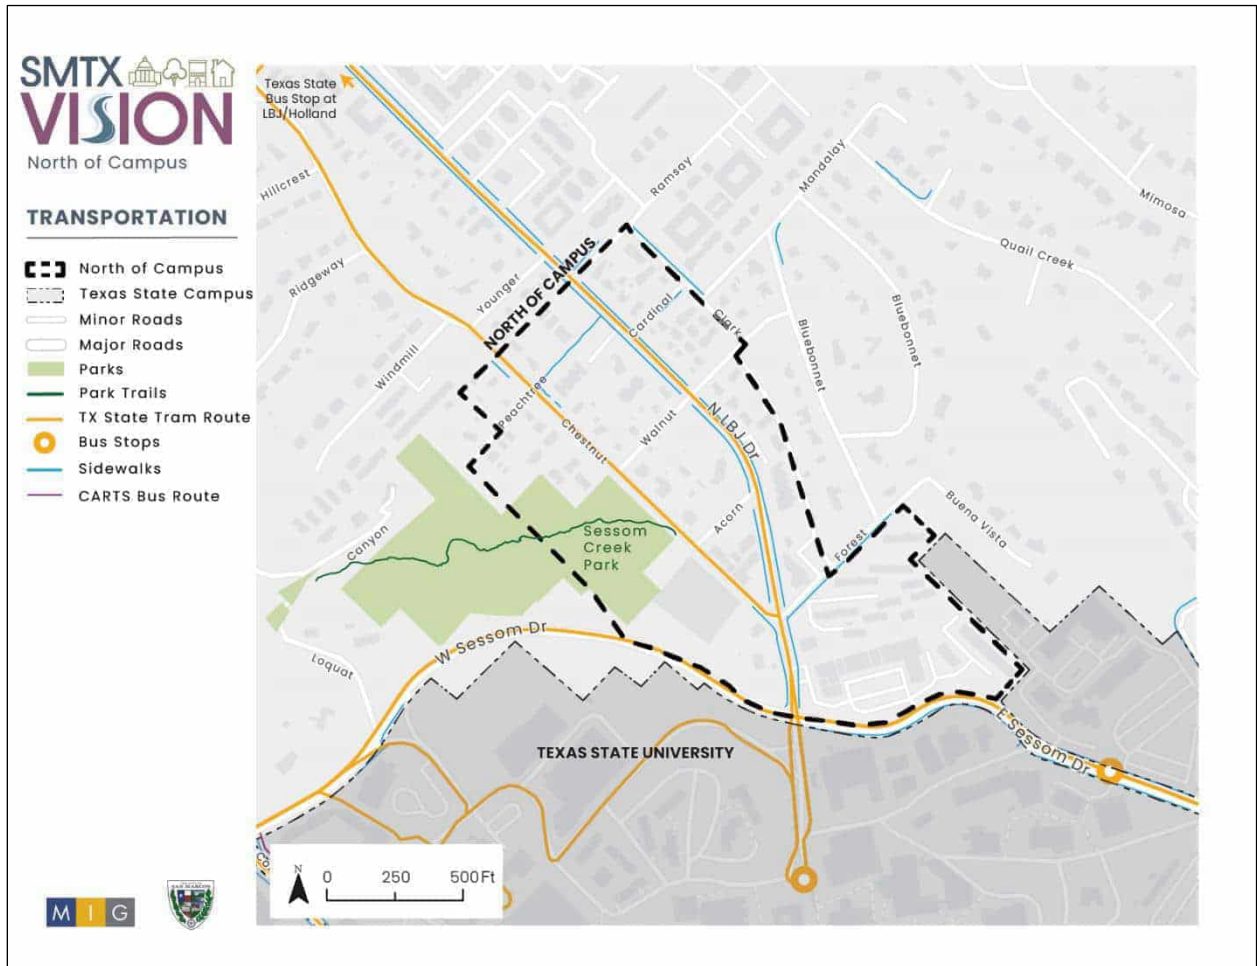 SMTX
VISION
North of Campus
TRANSPORTATION
North of Campus
Texas State Campus
Minor Roads
Major Roads
Parks
Park Trails
TX State Tram Route
Bus Stops
Sidewalks
CARTS Bus Route
Texas State
Bus Stop at
LBJ/Holland
Hillcrest
Ridgeway
Windmill
Younger
NORTH OF CAMPUS
Ramsay
Mandalay
Mimosa
Quail Creek
Cardinal
Clark
Bluebonnet
Bluebonnet
Peachtree
Chestnut
Walnut
N LBJ Dr
Acorn
Forest
Buena Vista
Canyon
Sessom
Creek
Park
Loquat
W Sessom Dr
E Sessom Dr
TEXAS STATE UNIVERSITY
Co
N
0 250 500 Ft
MIG
SAN MARCOS